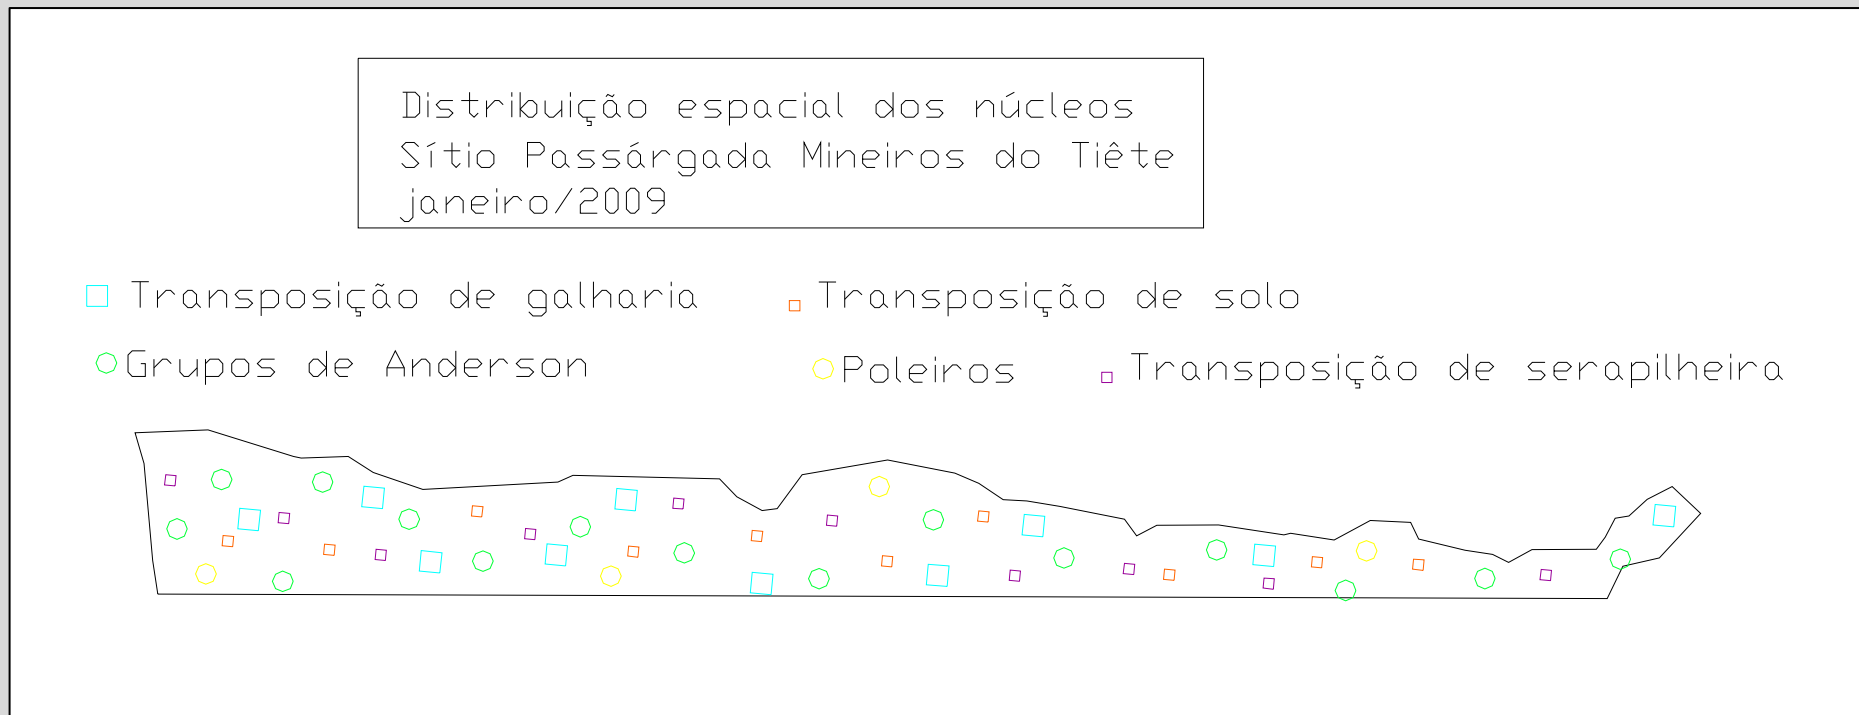 Distribuição espacial dos núcleos
Sítio Passárgada Mineiros do Tiête
janeiro/2009
Transposição de galharia
Transposição de solo
Grupos de Anderson
Poleiros
Transposição de serapilheira